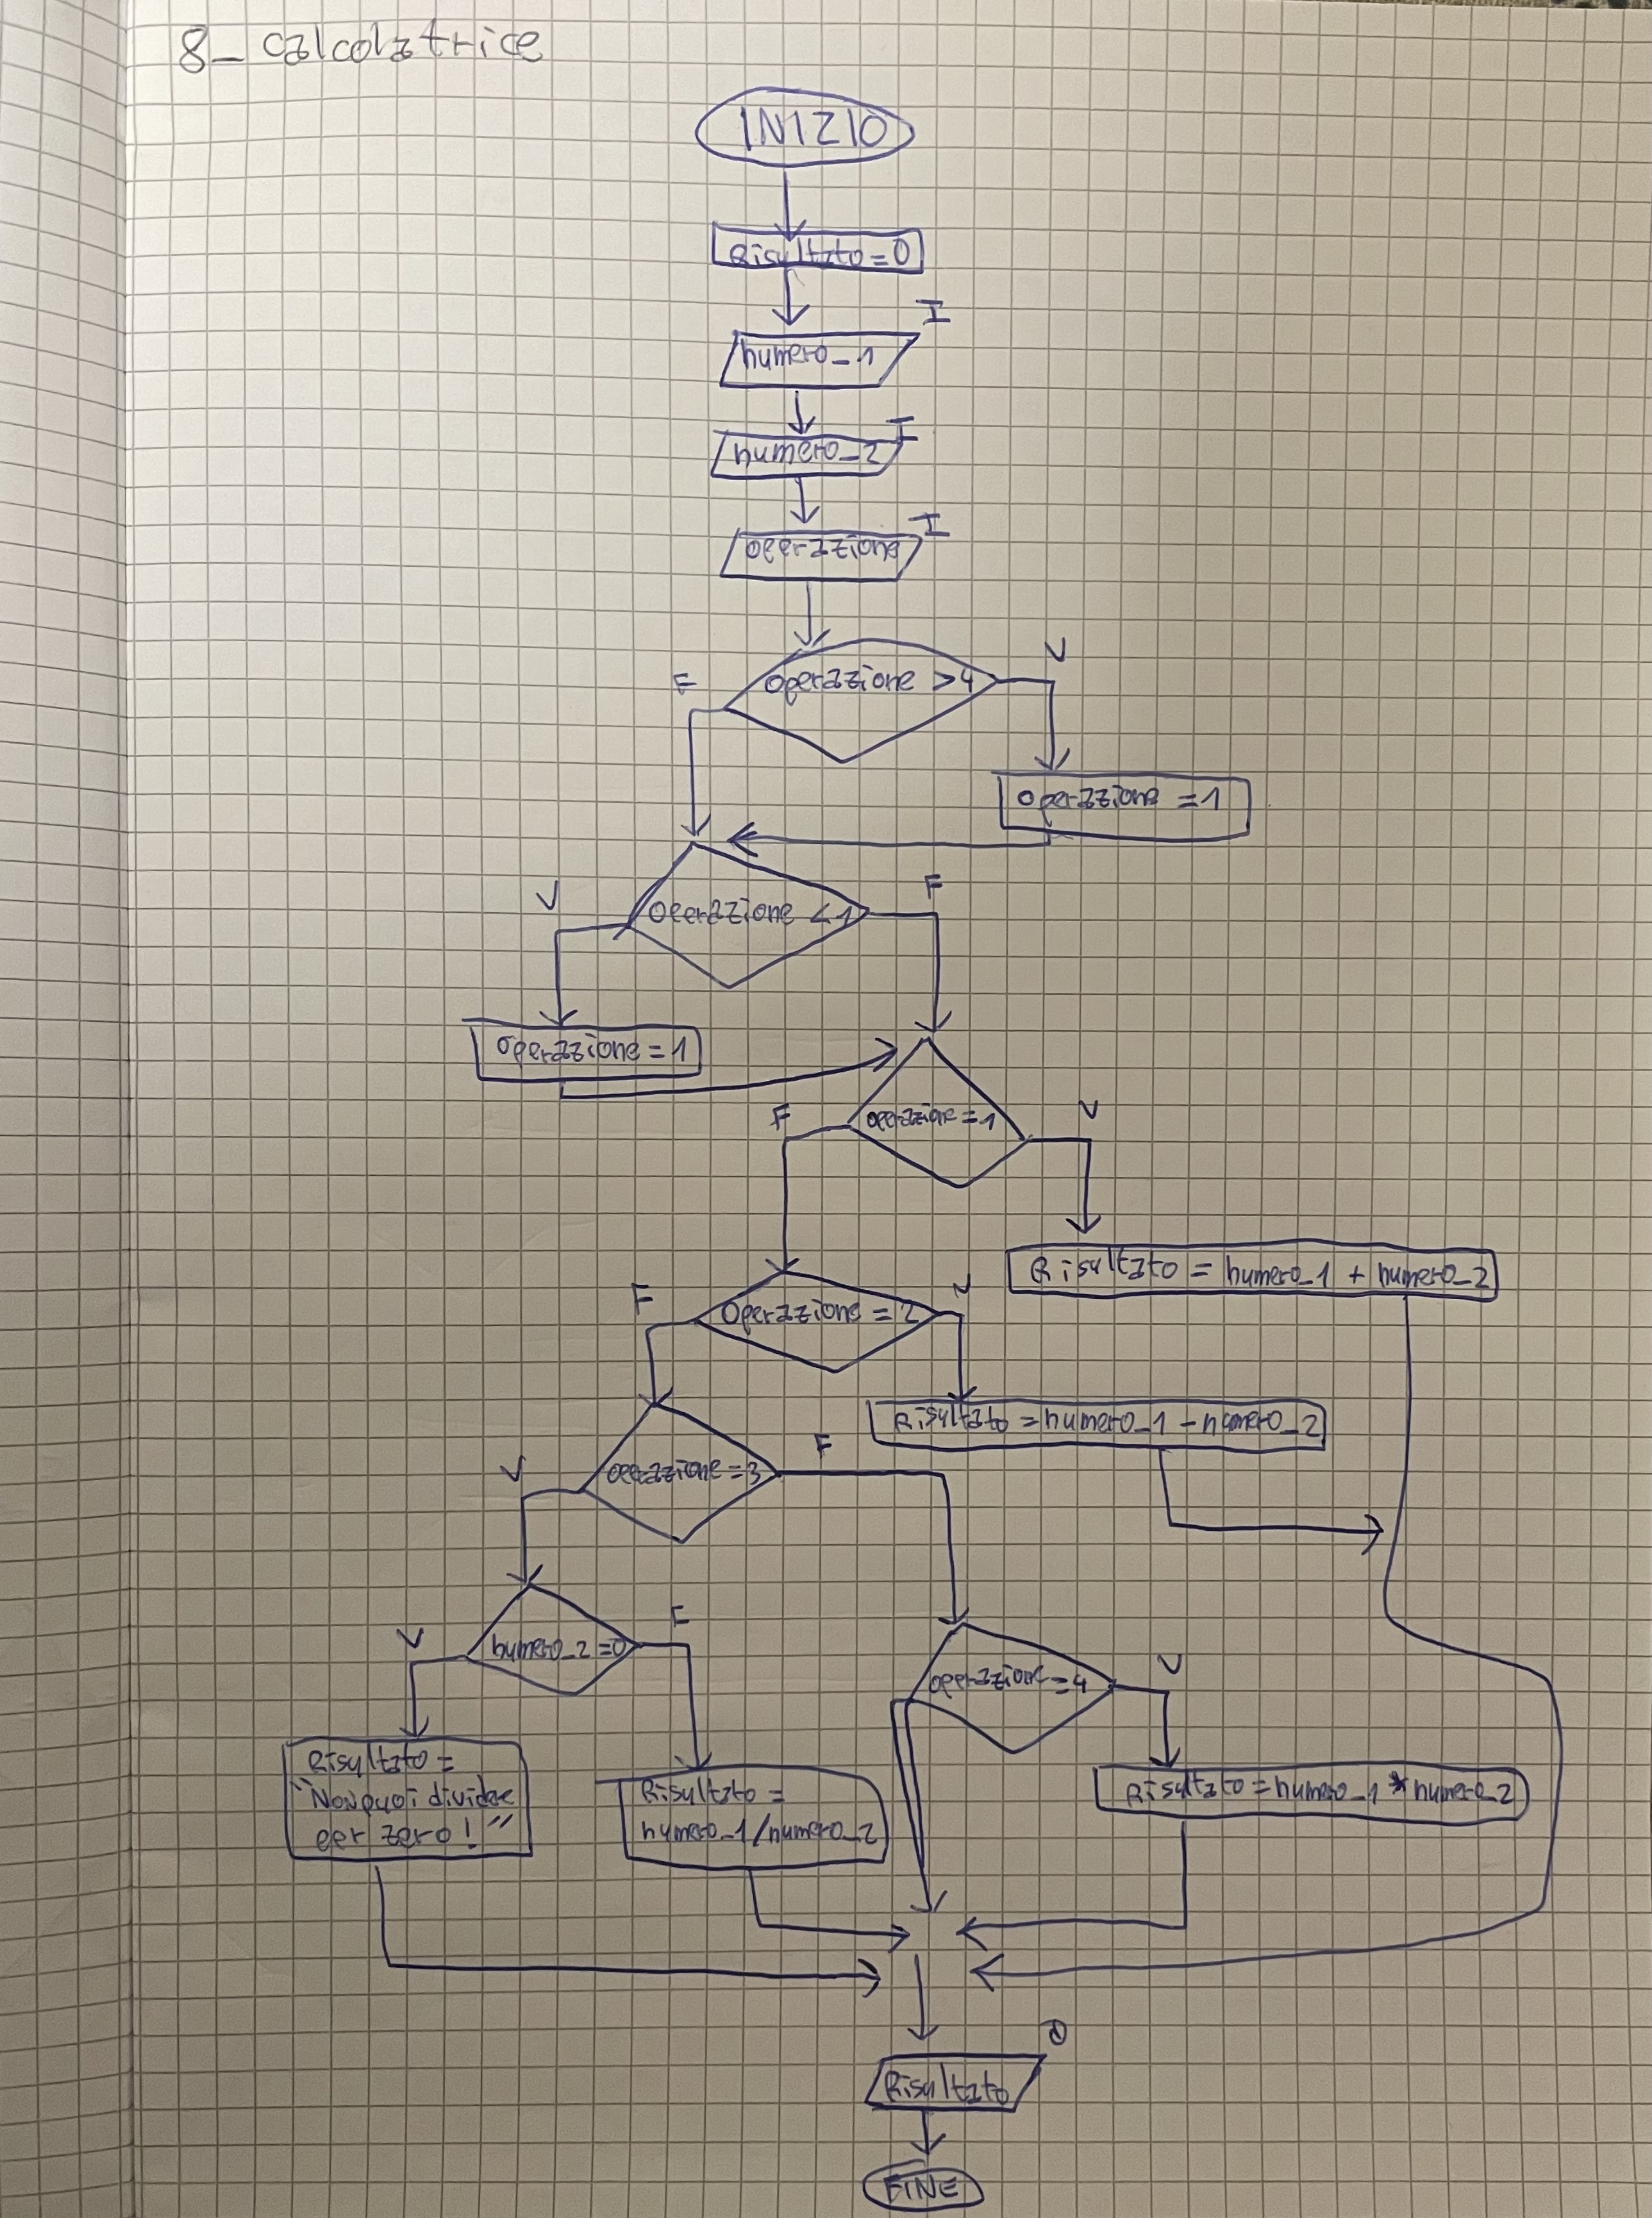 8_calcolatrice
INIZIO
Risultato=0
I
numero_1
I
numero_2
I
operazione
F
operazione >4
V
operazione =1
V
operazione <1
F
operazione =1
F
operazione =1
V
Risultato = numero_1 + numero_2
F
Operazione = 2
V
Risultato = numero_1 - numero_2
V
operazione =3
F
V
numero_2 =0
F
operazione =4
V
Risultato =
"Non puoi dividere
per zero!"
Risultato =
numero_1/numero_2
Risultato = numero_1 * numero_2
O
Risultato
FINE